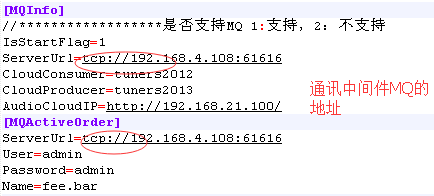 [MQInfo]
//******************是否支持MQ 1:支持，2: 不支持
IsStartFlag=1
ServerUrl=tcp://192.168.4.108:61616
CloudConsumer=tuners2012
CloudProducer=tuners2013
AudioCloudIP=http://192.168.21.100/
通讯中间件MQ的
地址
[MQActiveOrder]
ServerUrl=tcp://192.168.4.108:61616
User=admin
Password=admin
Name=fee.bar